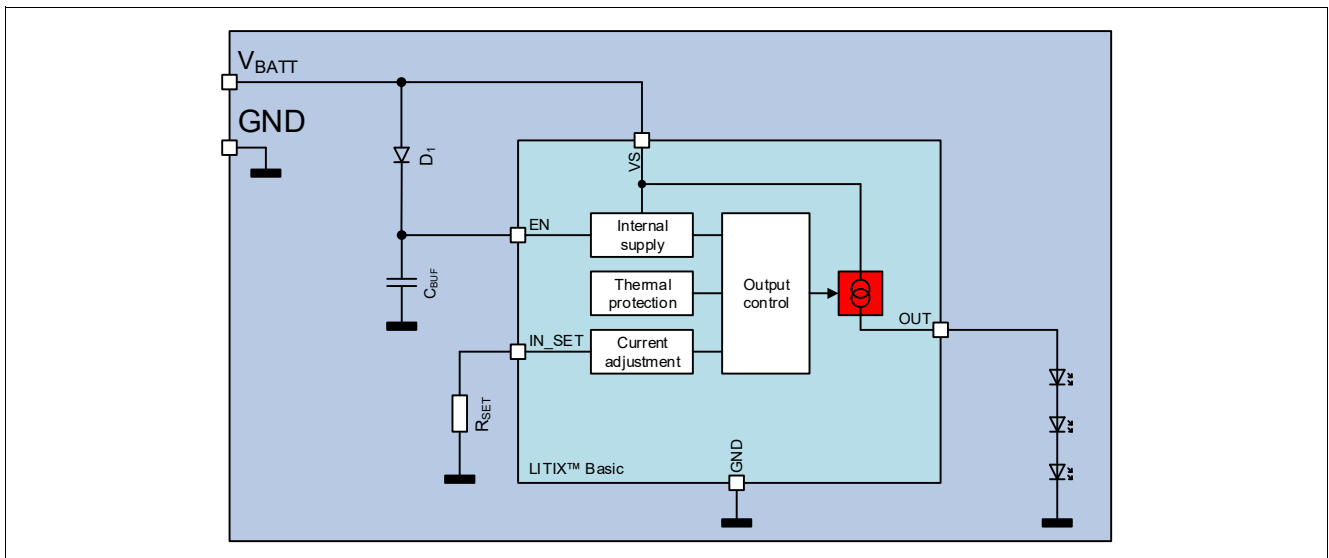 VBATT
GND
D1
VS
EN
Internal
supply
CBUF
Thermal
protection
Output
control
OUT
IN_SET
Current
adjustment
RSET
GND
LITIX™ Basic